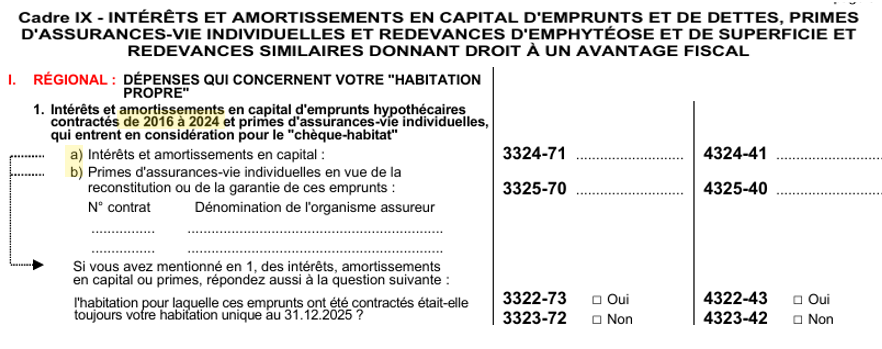 Cadre IX - INTÉRÊTS ET AMORTISSEMENTS EN CAPITAL D'EMPRUNTS ET DE DETTES, PRIMES
D'ASSURANCES-VIE INDIVIDUELLES ET REDEVANCES D'EMPHYTÉOSE ET DE SUPERFICIE ET
REDEVANCES SIMILAIRES DONNANT DROIT À UN AVANTAGE FISCAL
I. RÉGIONAL : DÉPENSES QUI CONCERNENT VOTRE "HABITATION
PROPRE"
1. Intérêts et amortissements en capital d'emprunts hypothécaires
contractés de 2016 à 2024 et primes d'assurances-vie individuelles,
qui entrent en considération pour le "chèque-habitat"
a) Intérêts et amortissements en capital : 3324-71 ........................ 4324-41 ........................
b) Primes d'assurances-vie individuelles en vue de la
reconstitution ou de la garantie de ces emprunts : 3325-70 ........................ 4325-40 ........................
N° contrat Dénomination de l'organisme assureur
................ ....................................................
................ ....................................................
Si vous avez mentionné en 1, des intérêts, amortissements
en capital ou primes, répondez aussi à la question suivante :
l'habitation pour laquelle ces emprunts ont été contractés était-elle 3322-73 □ Oui 4322-43 □ Oui
toujours votre habitation unique au 31.12.2025 ? 3323-72 □ Non 4323-42 □ Non